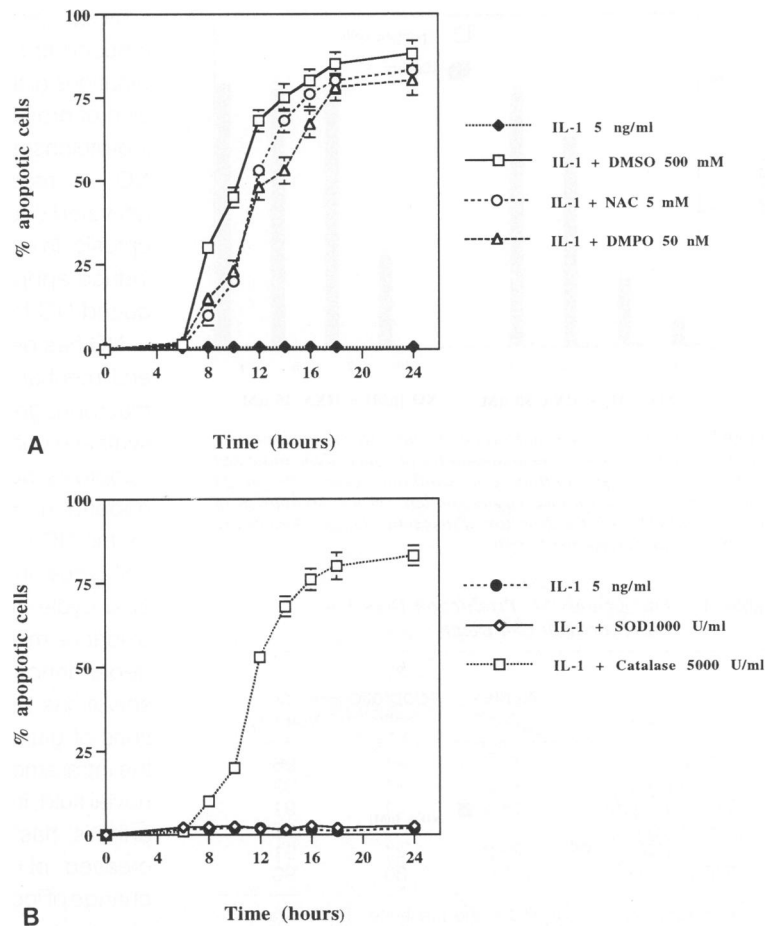 100
75
50
25
0
% apoptotic cells
0 4 8 12 16 20 24
Time (hours)
A
IL-1 5 ng/ml
IL-1 + DMSO 500 mM
IL-1 + NAC 5 mM
IL-1 + DMPO 50 nM
100
75
50
25
0
% apoptotic cells
0 4 8 12 16 20 24
Time (hours)
B
IL-1 5 ng/ml
IL-1 + SOD1000 U/ml
IL-1 + Catalase 5000 U/ml